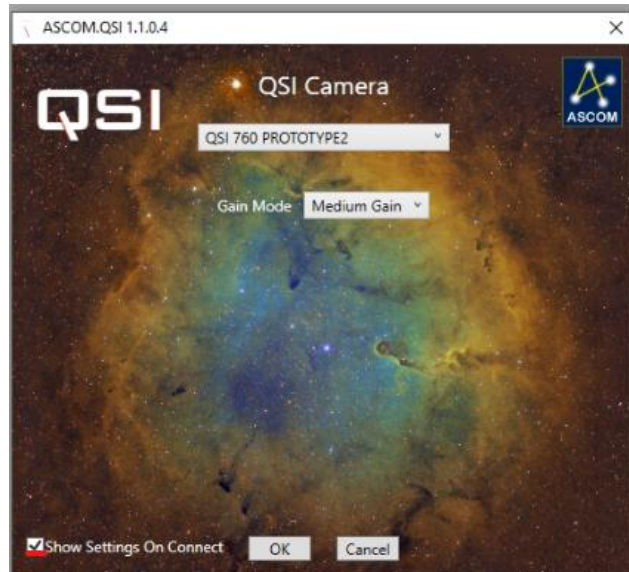 ASCOM.QSI 1.1.0.4
QSI
QSI Camera
ASCOM
QSI 760 PROTOTYPE2
Gain Mode Medium Gain
Show Settings On Connect
OK
Cancel